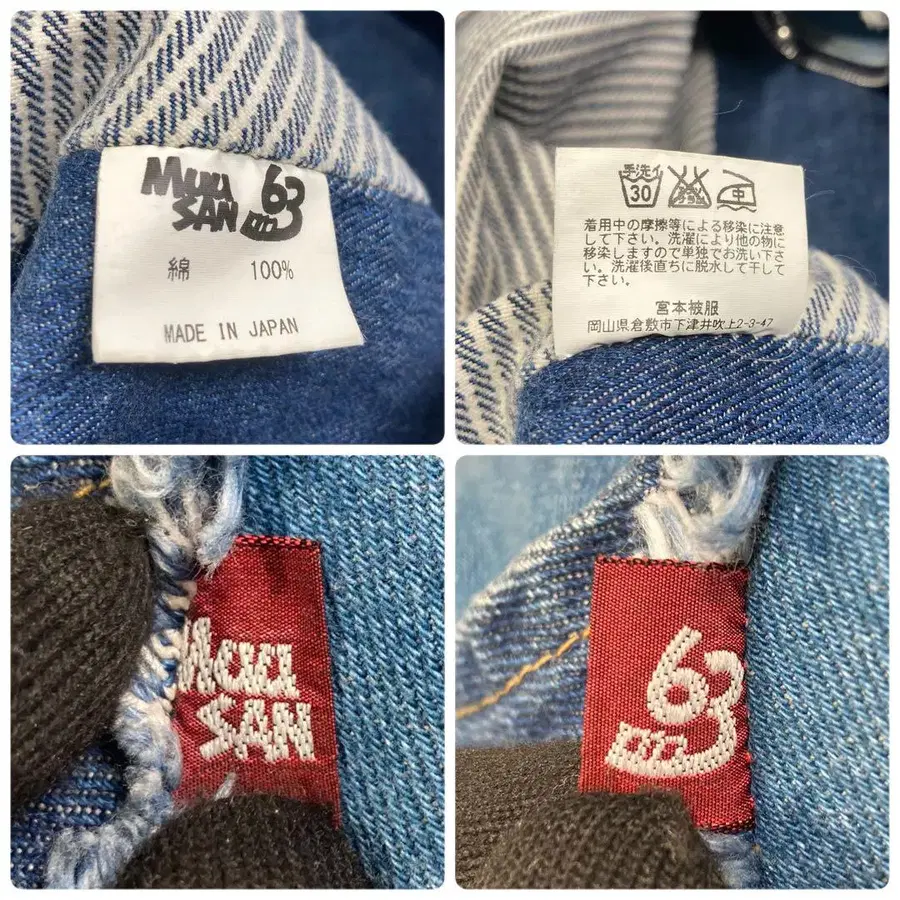 Muu
SAN 63
綿 100%
MADE IN JAPAN
手洗イ
30
中
着用中の摩擦等による移染に注意
して下さい。洗濯により他の物に
移染しますので単独でお洗い下さ
い。洗濯後直ちに脱水して干して
下さい。
宮本被服
岡山県倉敷市下津井吹上2-3-47
Muu
SAN
63